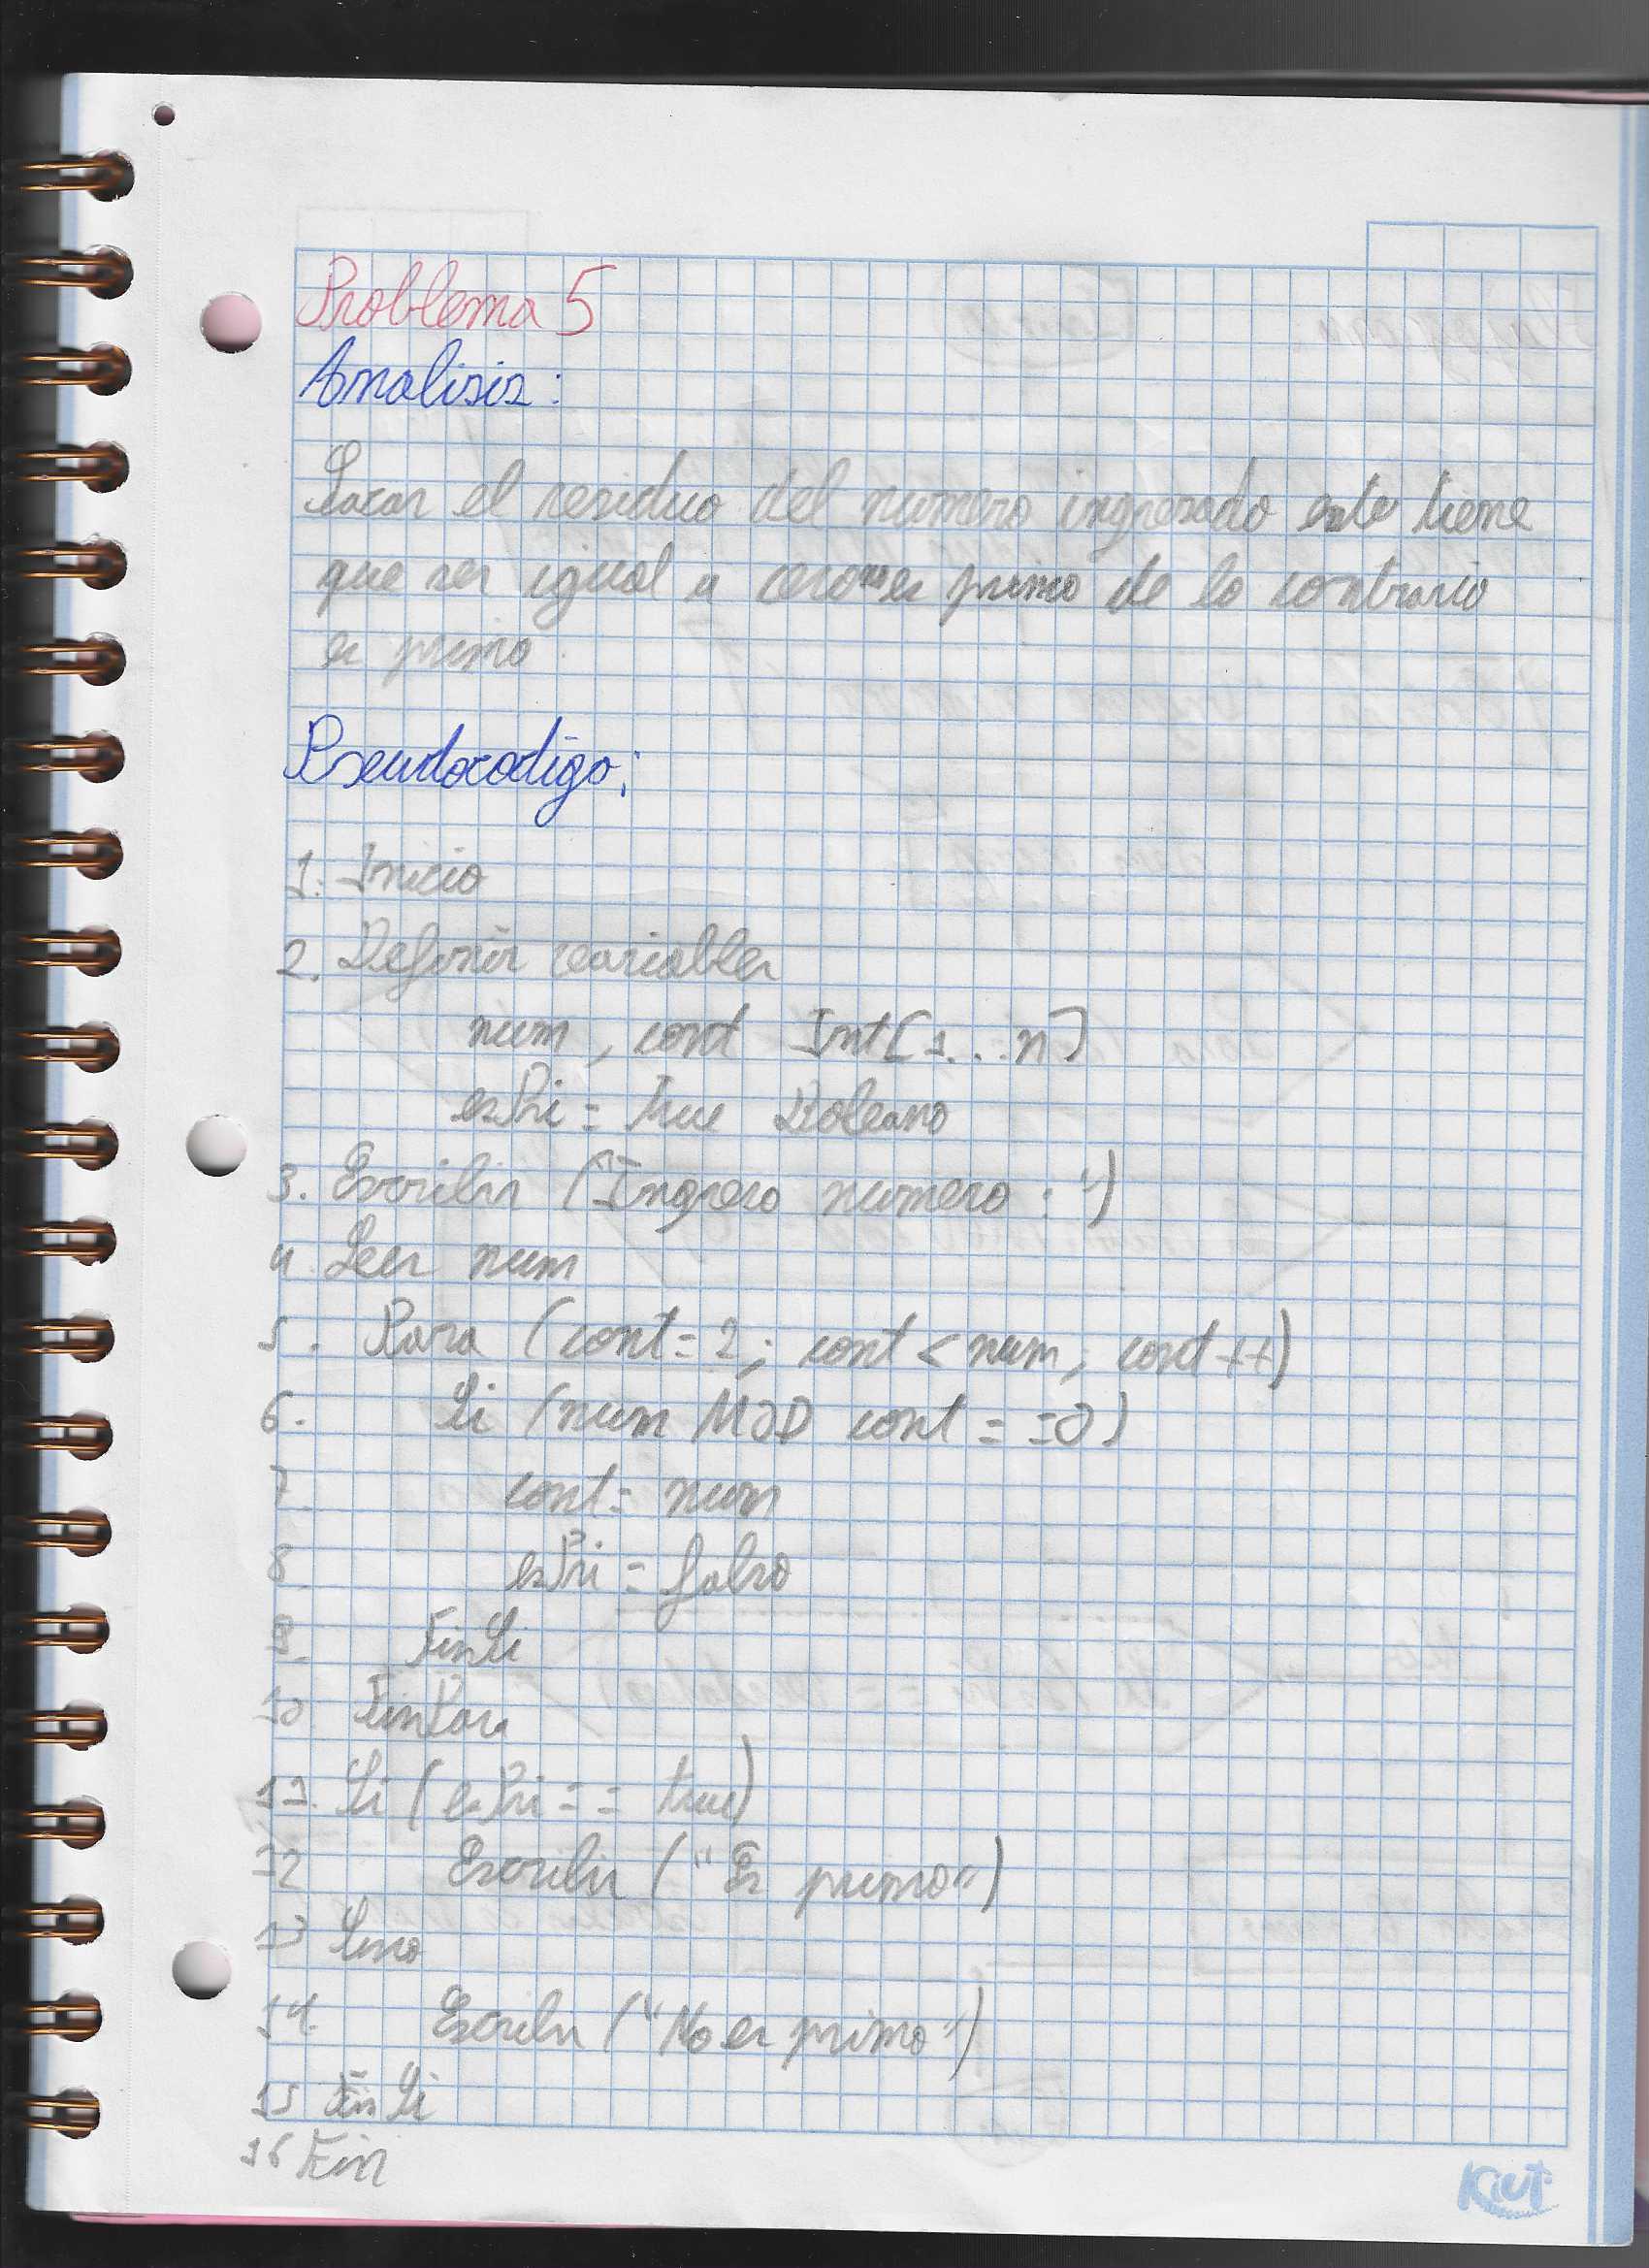 Problema 5
Analisis:
Sacar el residuo del numero ingresado este tiene
que ser igual a cero no es primo de lo contrario
es primo
Pseudocodigo:
1. Inicio
2. Definir variables
num, cont Int[1...n]
esPri = true Boleano
3. Escribir ("Ingreso numero : ")
4. Leer num
5. Para (cont = 2; cont < num; cont ++)
6. Si (num MOD cont = =0)
7. cont = num
8. esPri = falso
9. FinSi
10. FinPara
11. Si (esPri = = true)
12 Escribir ("Es primo")
13 Sino
14. Escribir ("No es primo")
15 Fin Si
16 Fin
Kiut